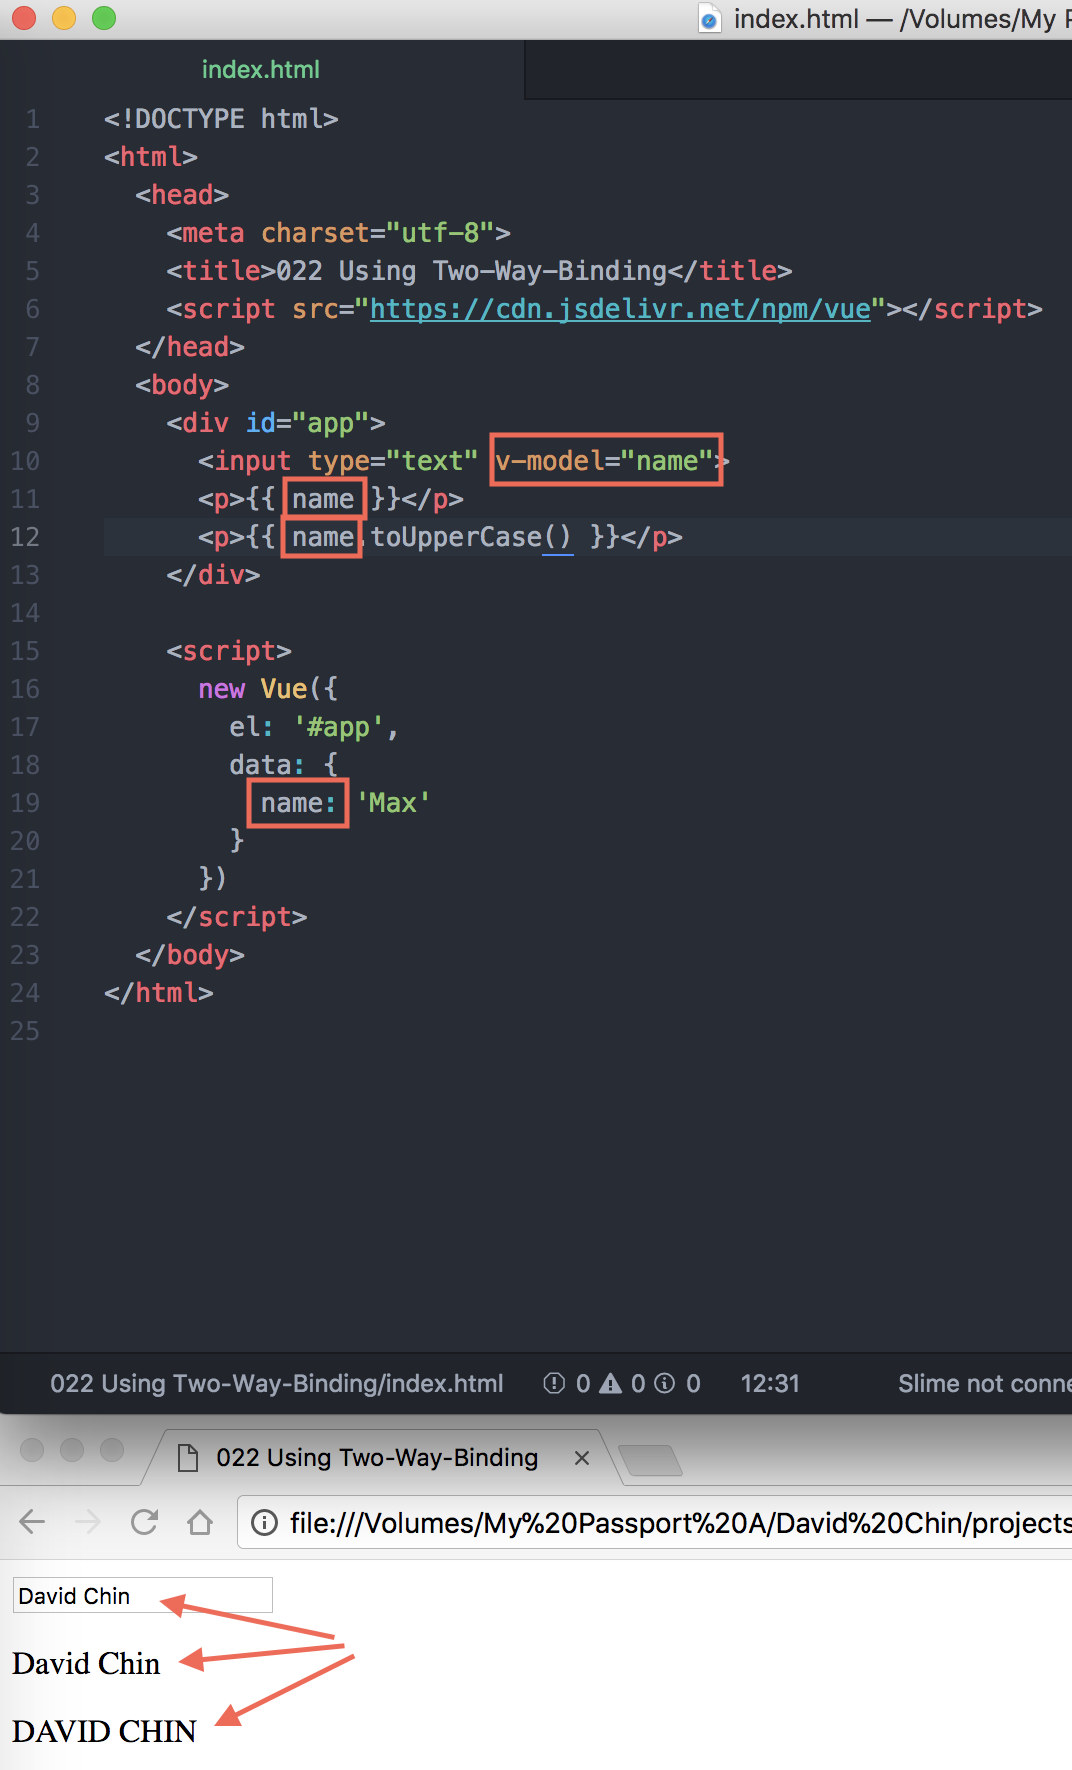 index.html — /Volumes/My
index.html
1 <!DOCTYPE html>
2 <html>
3 <head>
4 <meta charset="utf-8">
5 <title>022 Using Two-Way-Binding</title>
6 <script src="https://cdn.jsdelivr.net/npm/vue"></script>
7 </head>
8 <body>
9 <div id="app">
10 <input type="text" v-model="name">
11 <p>{{ name }}</p>
12 <p>{{ name.toUpperCase() }}</p>
13 </div>
14
15 <script>
16 new Vue({
17 el: '#app',
18 data: {
19 name: 'Max'
20 }
21 })
22 </script>
23 </body>
24 </html>
25
022 Using Two-Way-Binding/index.html 0 0 0 12:31 Slime not conne
022 Using Two-Way-Binding
file:///Volumes/My%20Passport%20A/David%20Chin/projects
David Chin
David Chin
DAVID CHIN